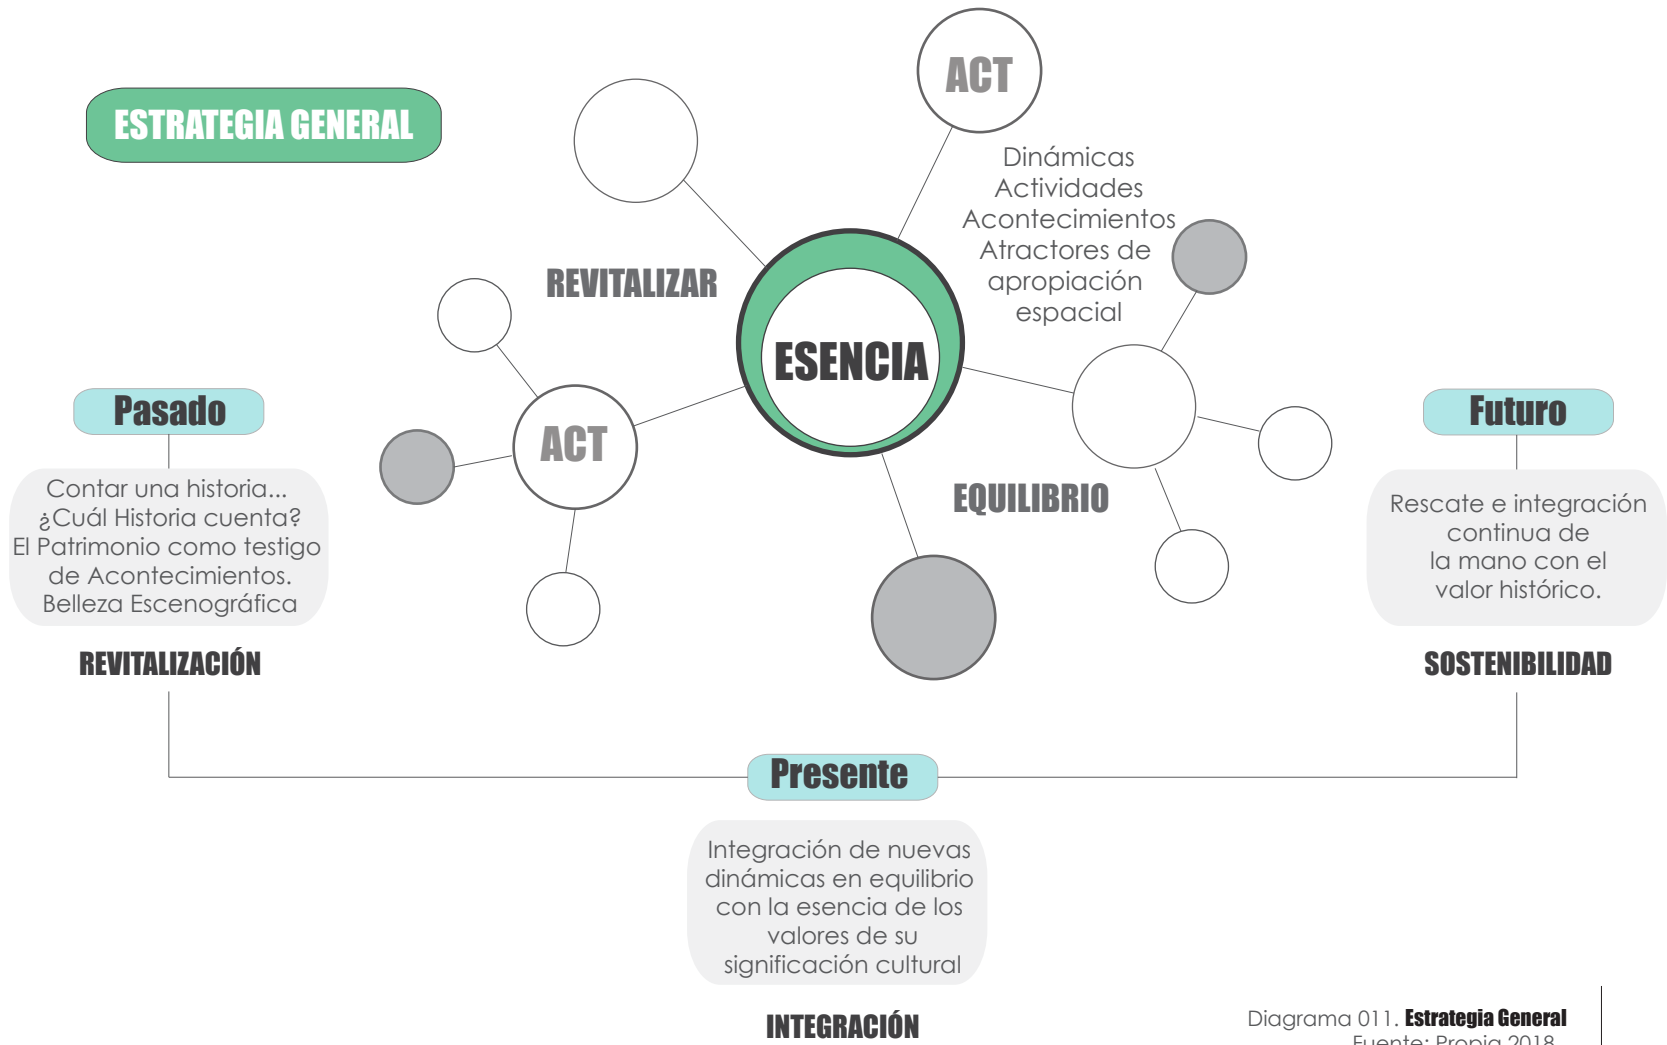 ESTRATEGIA GENERAL
ACT
Dinámicas
Actividades
Acontecimientos
Atractores de
apropiación
espacial
REVITALIZAR
ESENCIA
ACT
EQUILIBRIO
Pasado
Contar una historia...
¿Cuál Historia cuenta?
El Patrimonio como testigo
de Acontecimientos.
Belleza Escenográfica
REVITALIZACIÓN
Futuro
Rescate e integración
continua de
la mano con el
valor histórico.
SOSTENIBILIDAD
Presente
Integración de nuevas
dinámicas en equilibrio
con la esencia de los
valores de su
significación cultural
INTEGRACIÓN
Diagrama 011. Estrategia General
Fuente: Propia 2018